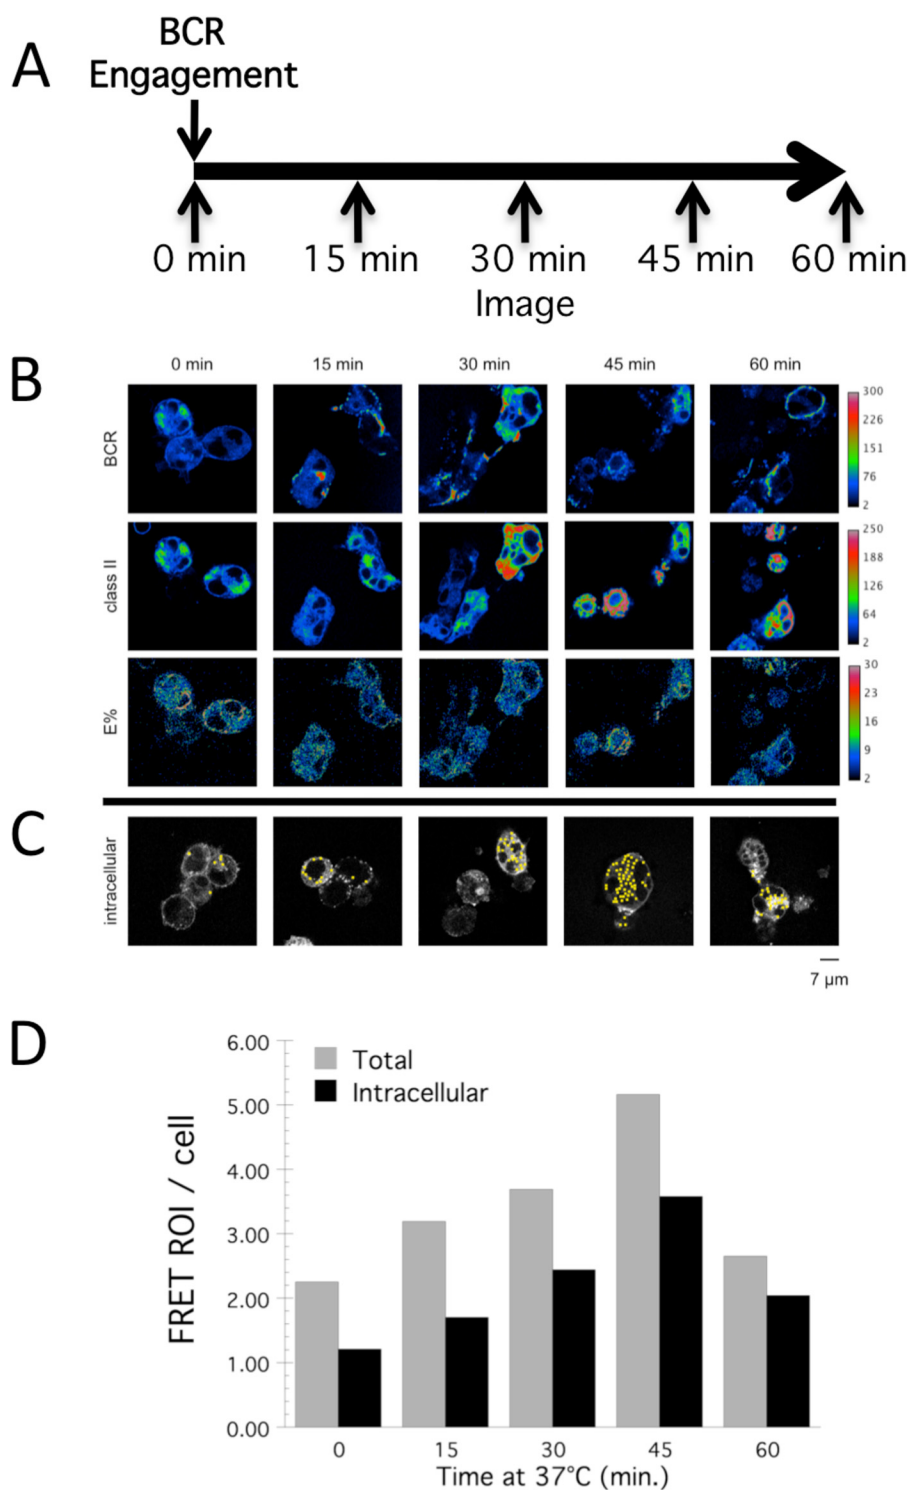 A
BCR
Engagement
0 min
15 min
30 min
45 min
60 min
Image
B
0 min
15 min
30 min
45 min
60 min
BCR
300
226
151
76
2
class II
250
188
126
64
2
E%
30
23
16
9
2
C
intracellular
7 µm
D
6.00
5.00
4.00
3.00
2.00
1.00
0.00
FRET ROI / cell
Total
Intracellular
0
15
30
45
60
Time at 37°C (min.)